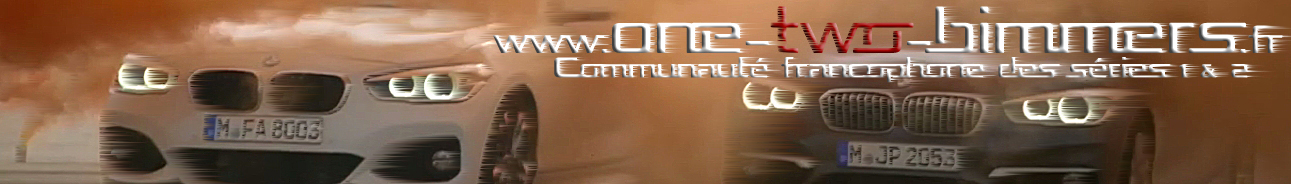 www.one-two-bimmers.fr
Communauté francophone des séries 1 & 2
M FA 8003
M JP 2053